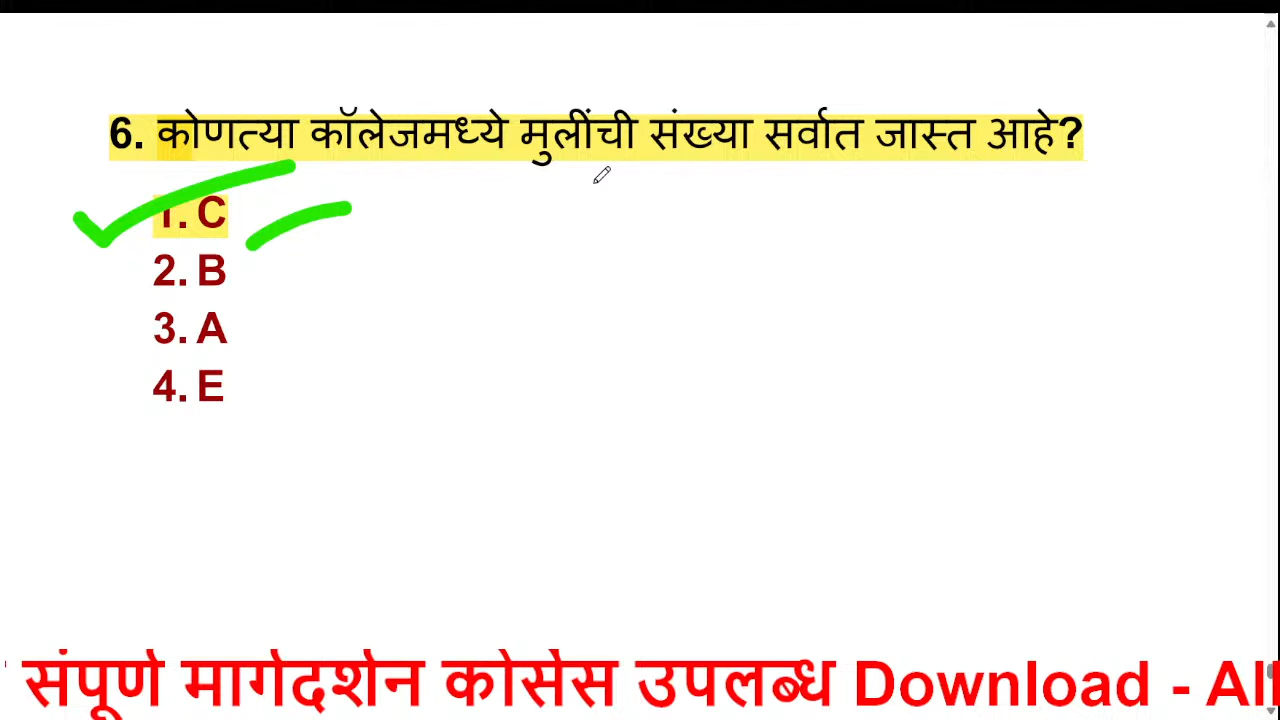 6. कोणत्या कॉलेजमध्ये मुलींची संख्या सर्वात जास्त आहे?
1. C
2. B
3. A
4. E
संपूर्ण मार्गदर्शन कोर्सेस उपलब्ध Download - All